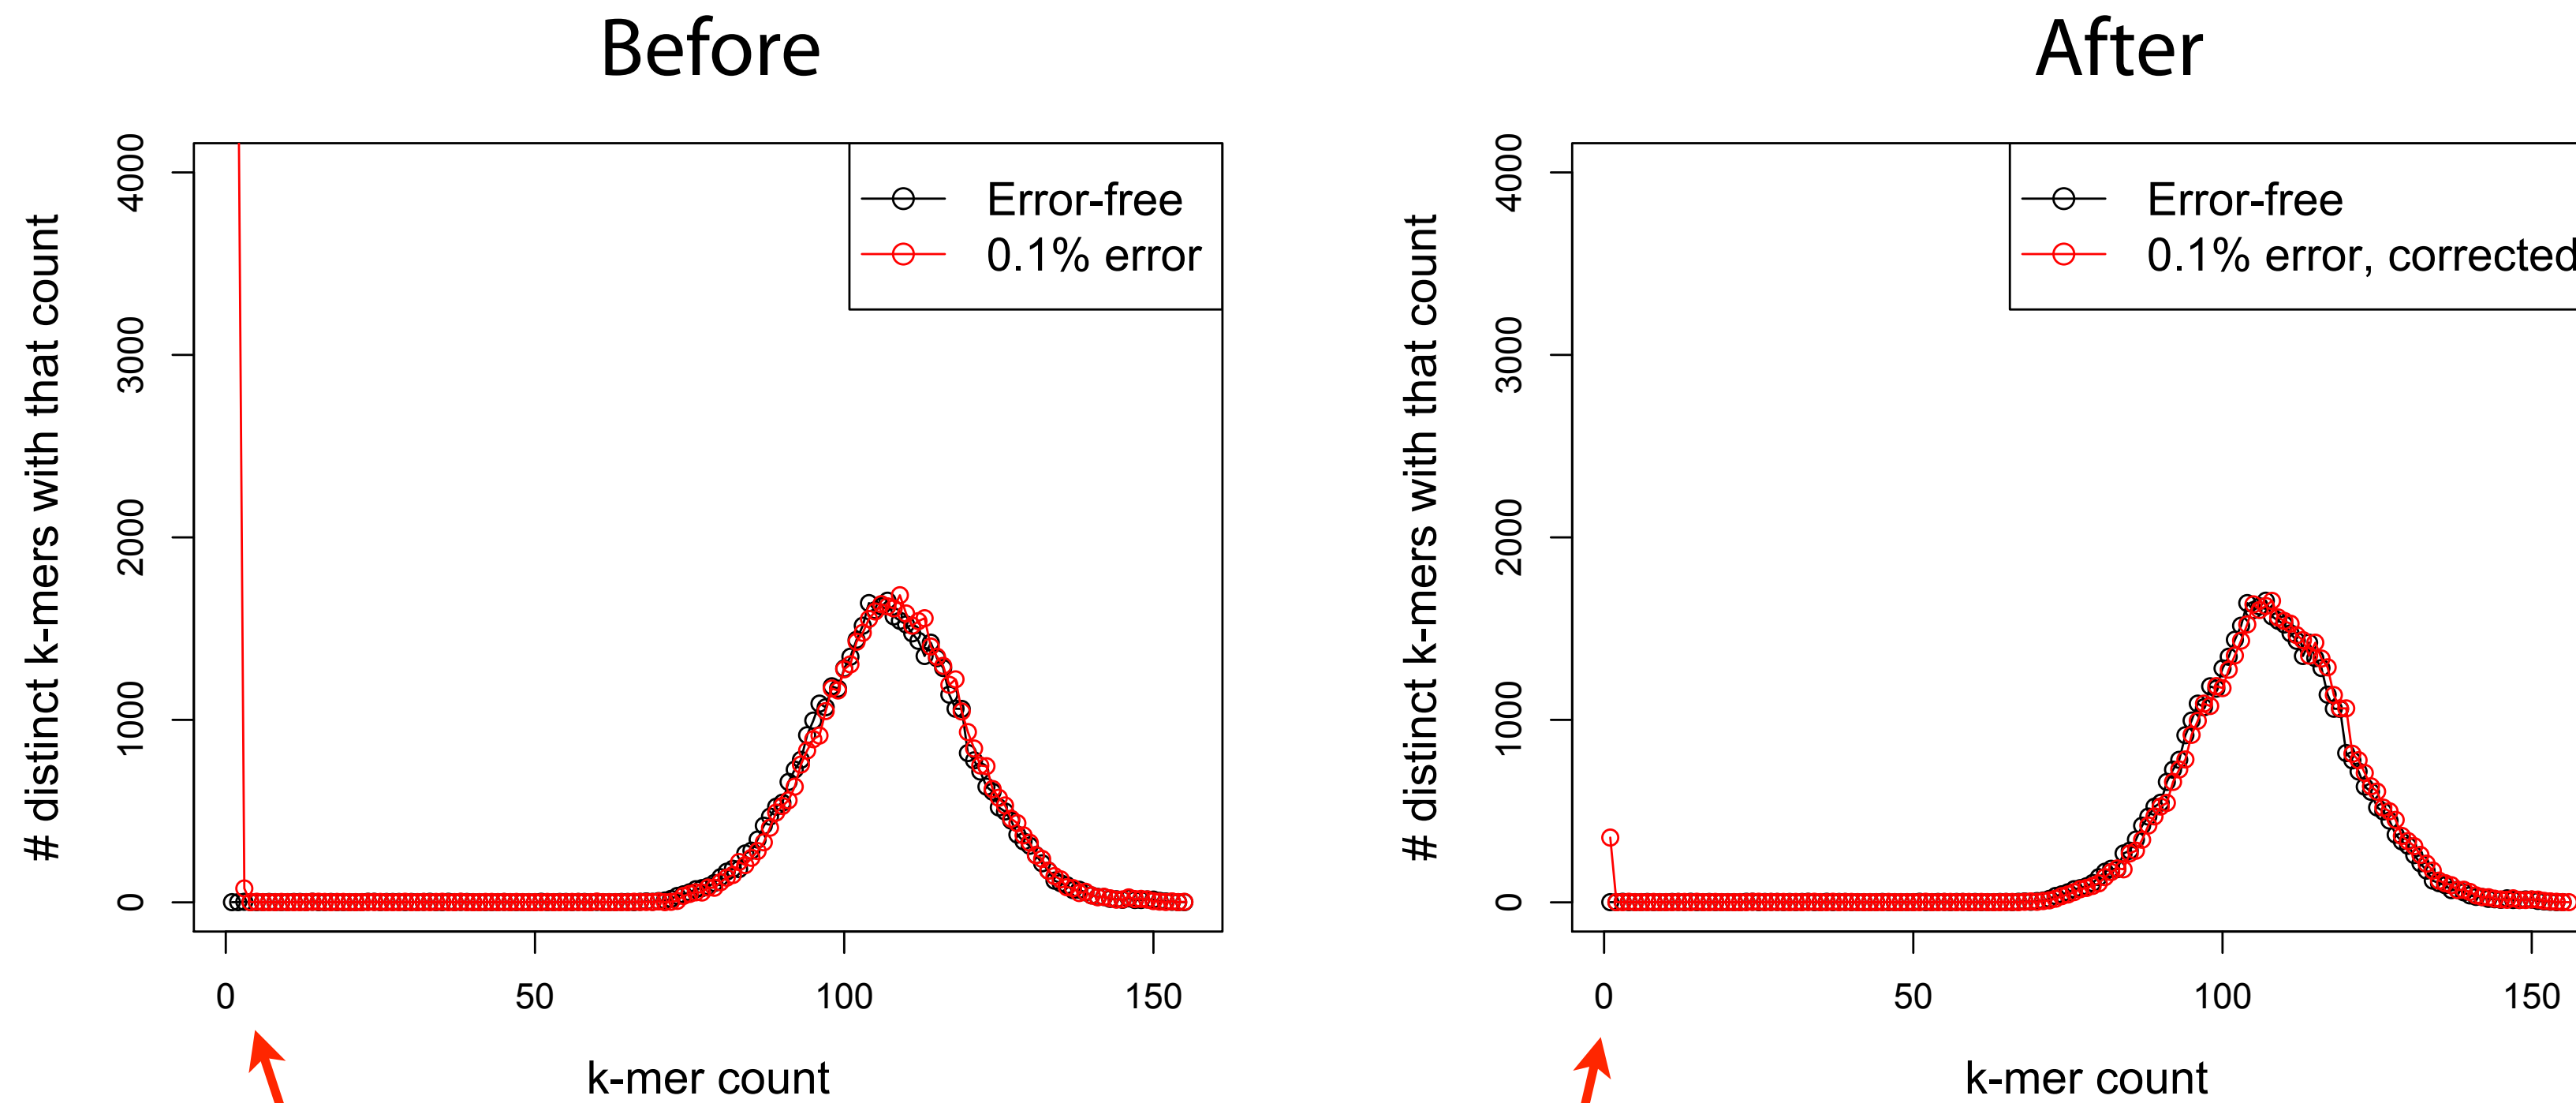 Before
# distinct k-mers with that count
4000
3000
2000
1000
0
Error-free
0.1% error
0
50
100
150
k-mer count
After
# distinct k-mers with that count
4000
3000
2000
1000
0
Error-free
0.1% error, corrected
0
50
100
150
k-mer count